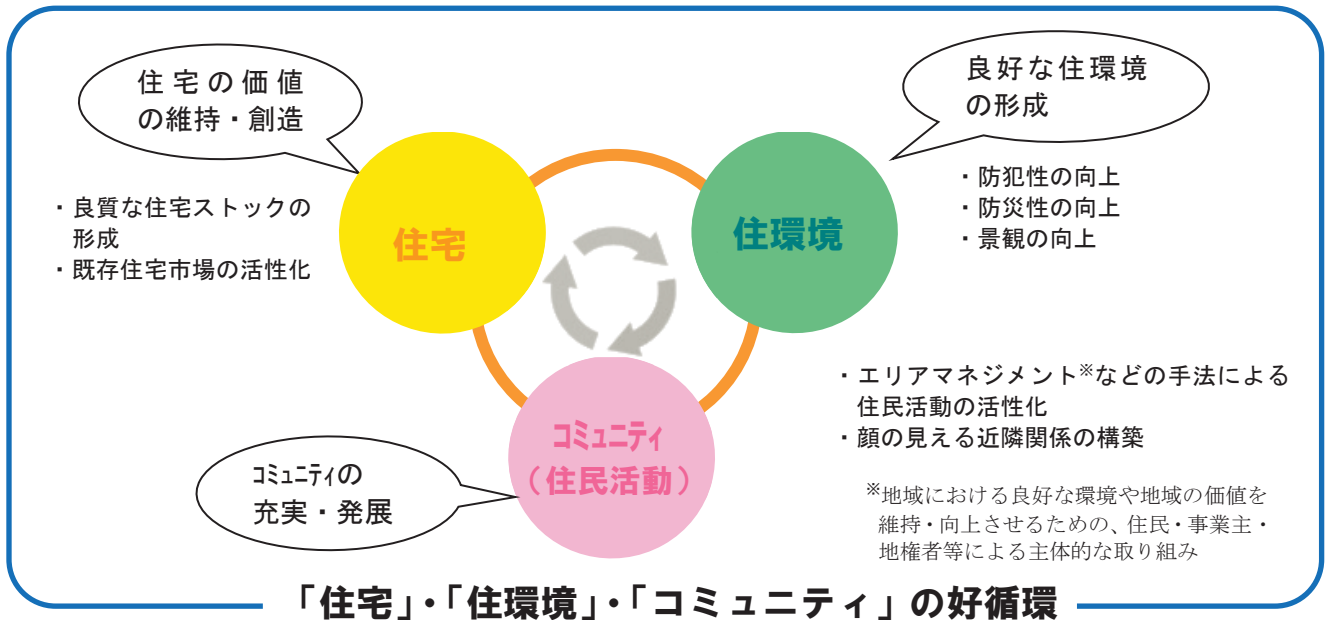 住宅の価値
の維持・創造
良好な住環境
の形成
・良質な住宅ストックの
形成
・既存住宅市場の活性化
住宅
住環境
・防犯性の向上
・防災性の向上
・景観の向上
コミュニティ
(住民活動)
コミュニティの
充実・発展
・エリアマネジメント※などの手法による
住民活動の活性化
・顔の見える近隣関係の構築
※地域における良好な環境や地域の価値を
維持・向上させるための、住民・事業主・
地権者等による主体的な取り組み
「住宅」・「住環境」・「コミュニティ」の好循環